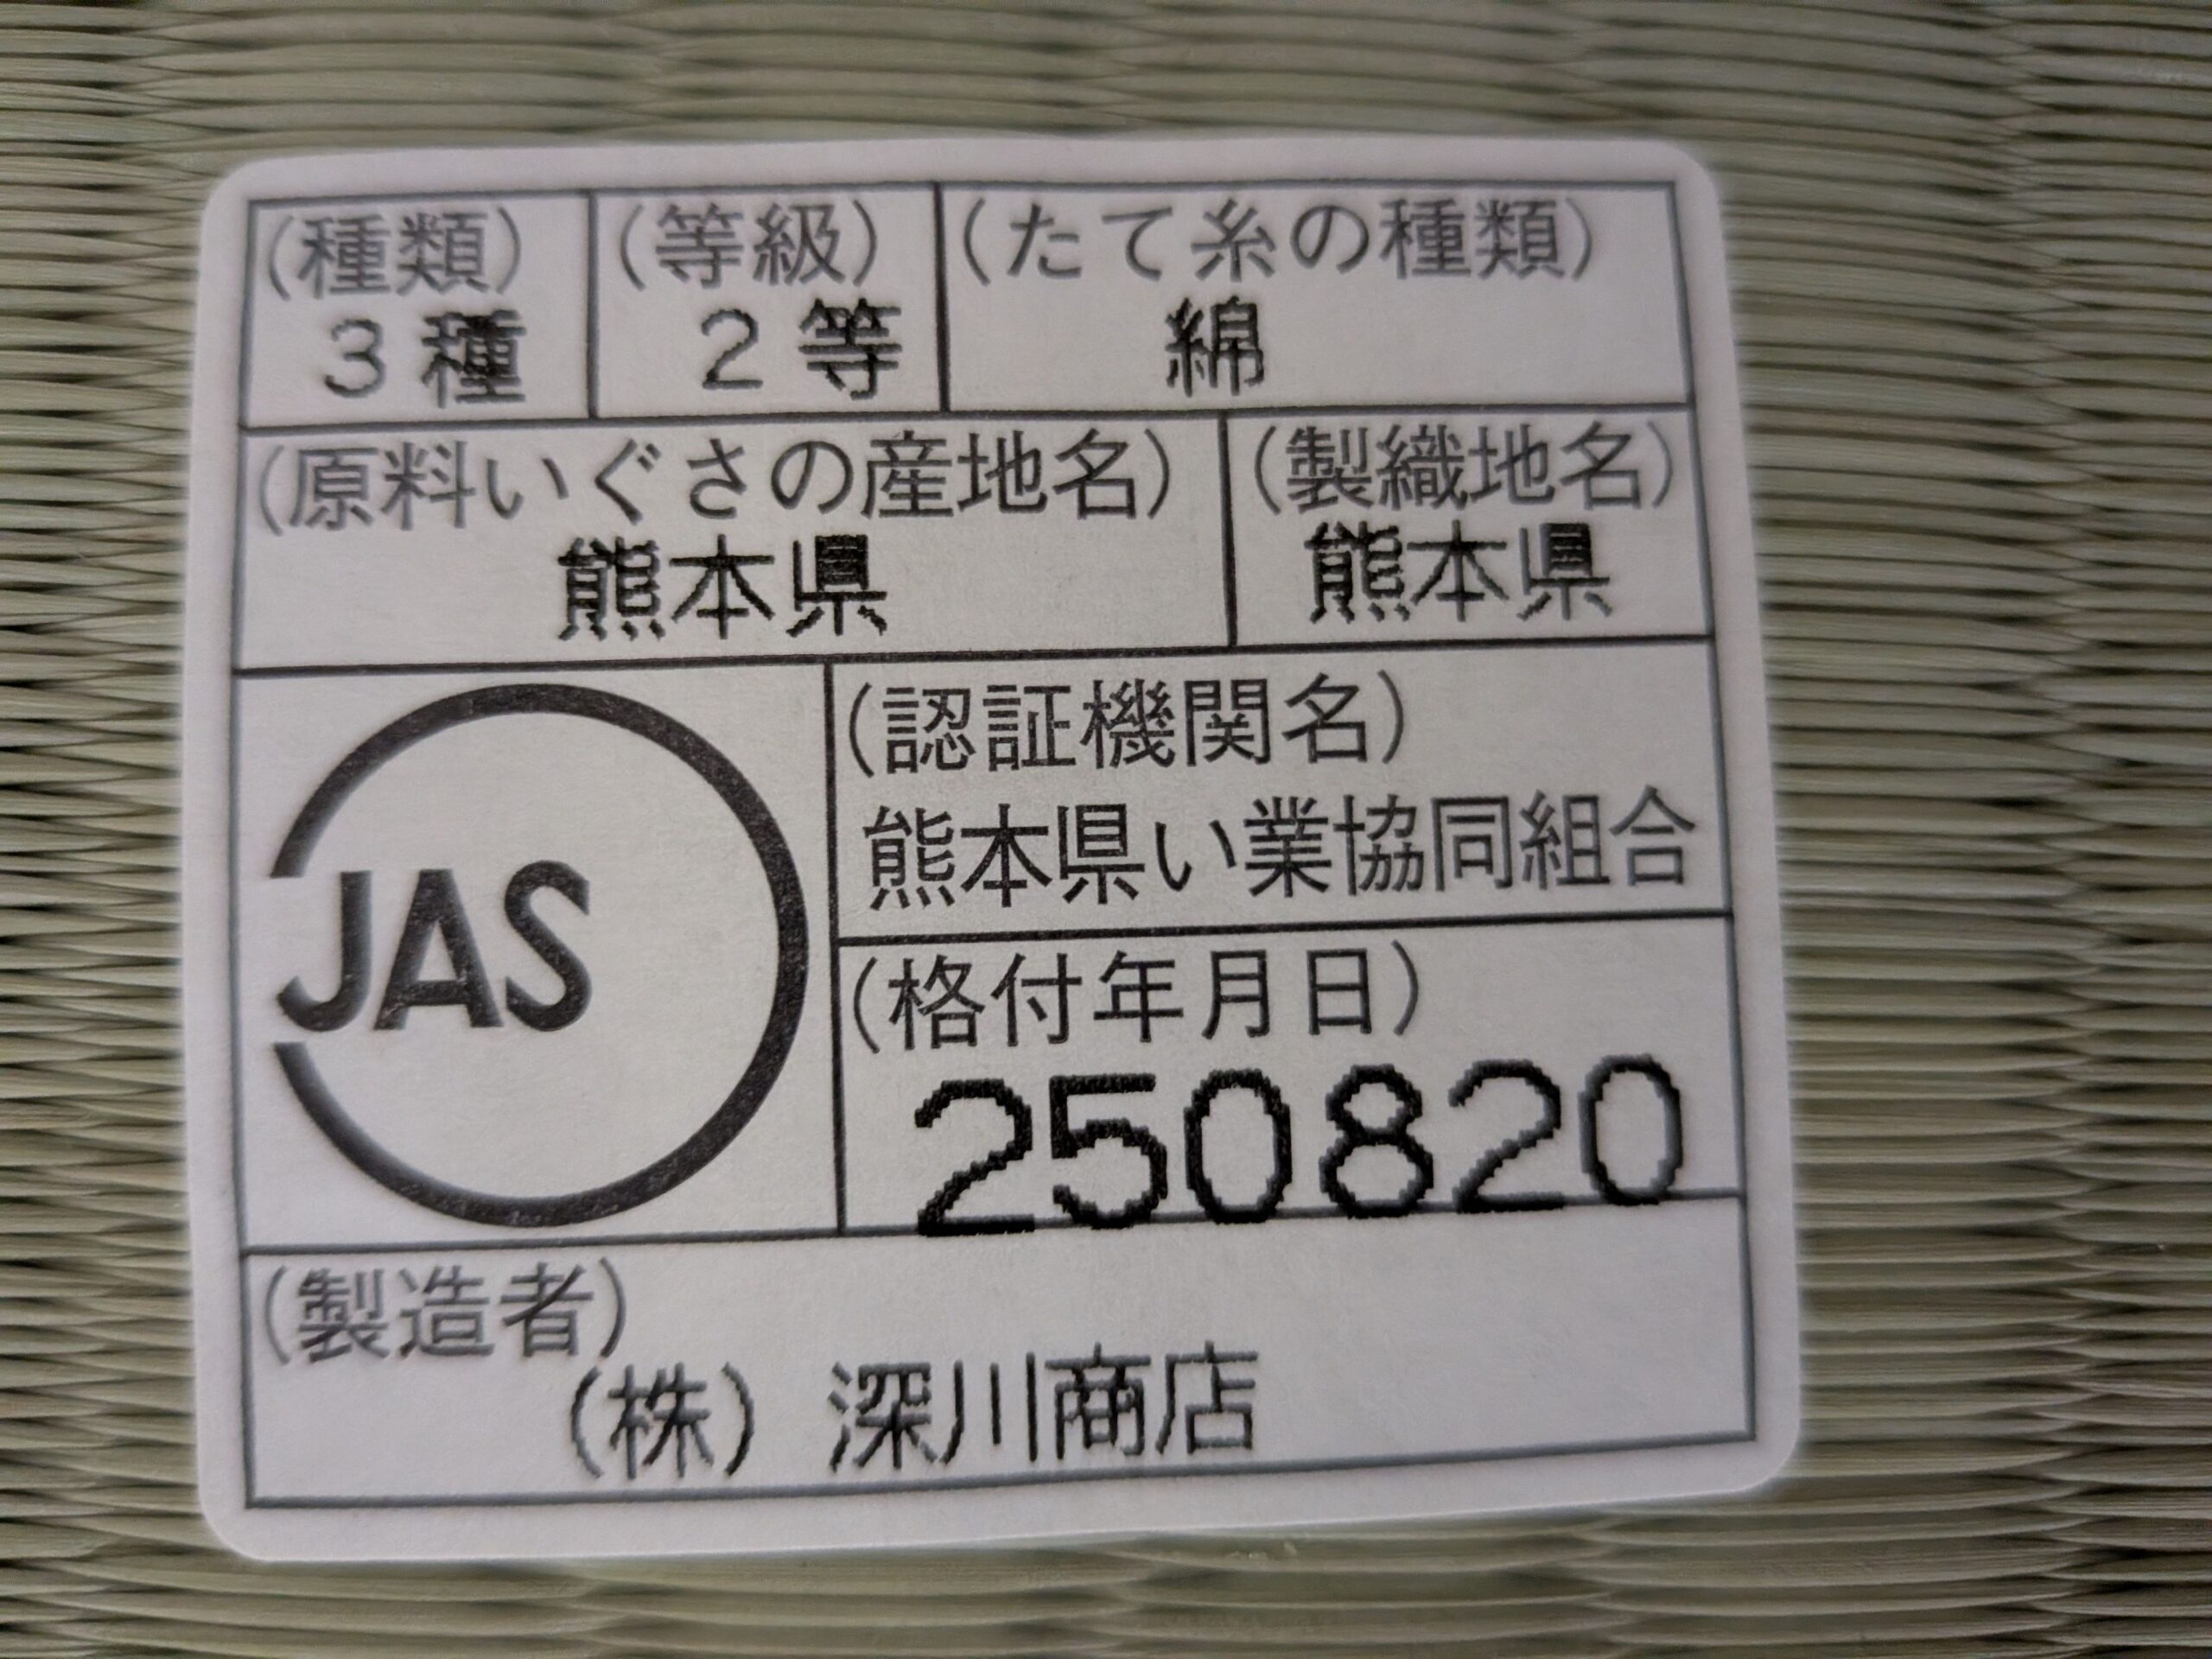 (種類) (等級) (たて糸の種類)
3種 2等 綿
(原料いぐさの産地名) (製織地名)
熊本県 熊本県
JAS
(認証機関名)
熊本県い業協同組合
(格付年月日)
250820
(製造者)
(株) 深川商店